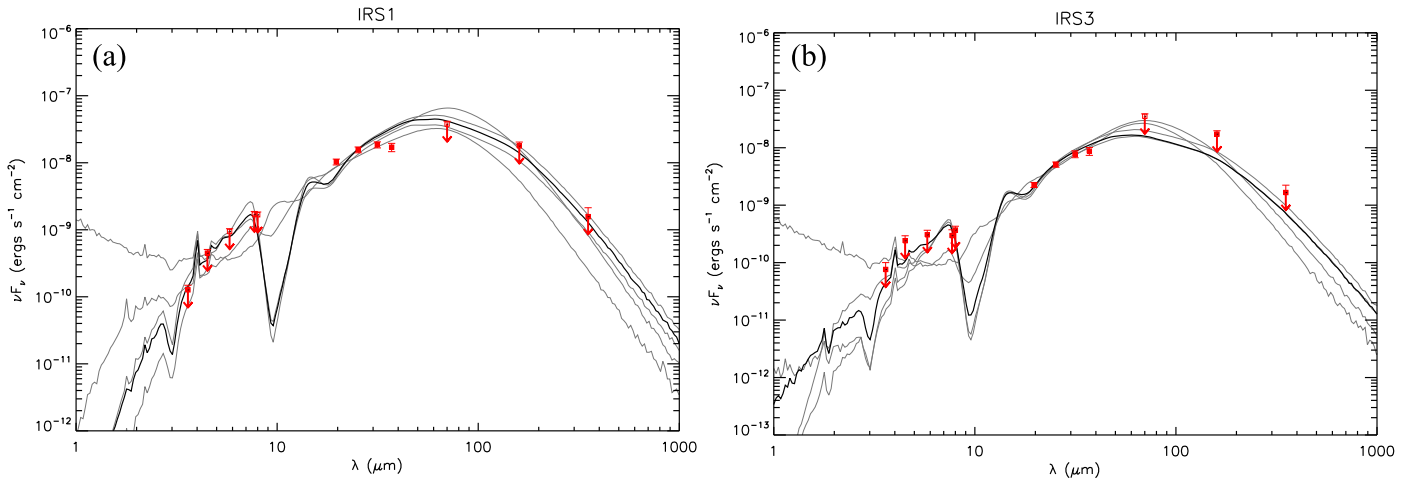 IRS1
(a)
10⁻⁶
10⁻⁷
10⁻⁸
10⁻⁹
10⁻¹⁰
10⁻¹¹
10⁻¹²
νFᵥ (ergs s⁻¹ cm⁻²)
1 10 100 1000
λ (μm)
IRS3
(b)
10⁻⁶
10⁻⁷
10⁻⁸
10⁻⁹
10⁻¹⁰
10⁻¹¹
10⁻¹²
10⁻¹³
νFᵥ (ergs s⁻¹ cm⁻²)
1 10 100 1000
λ (μm)